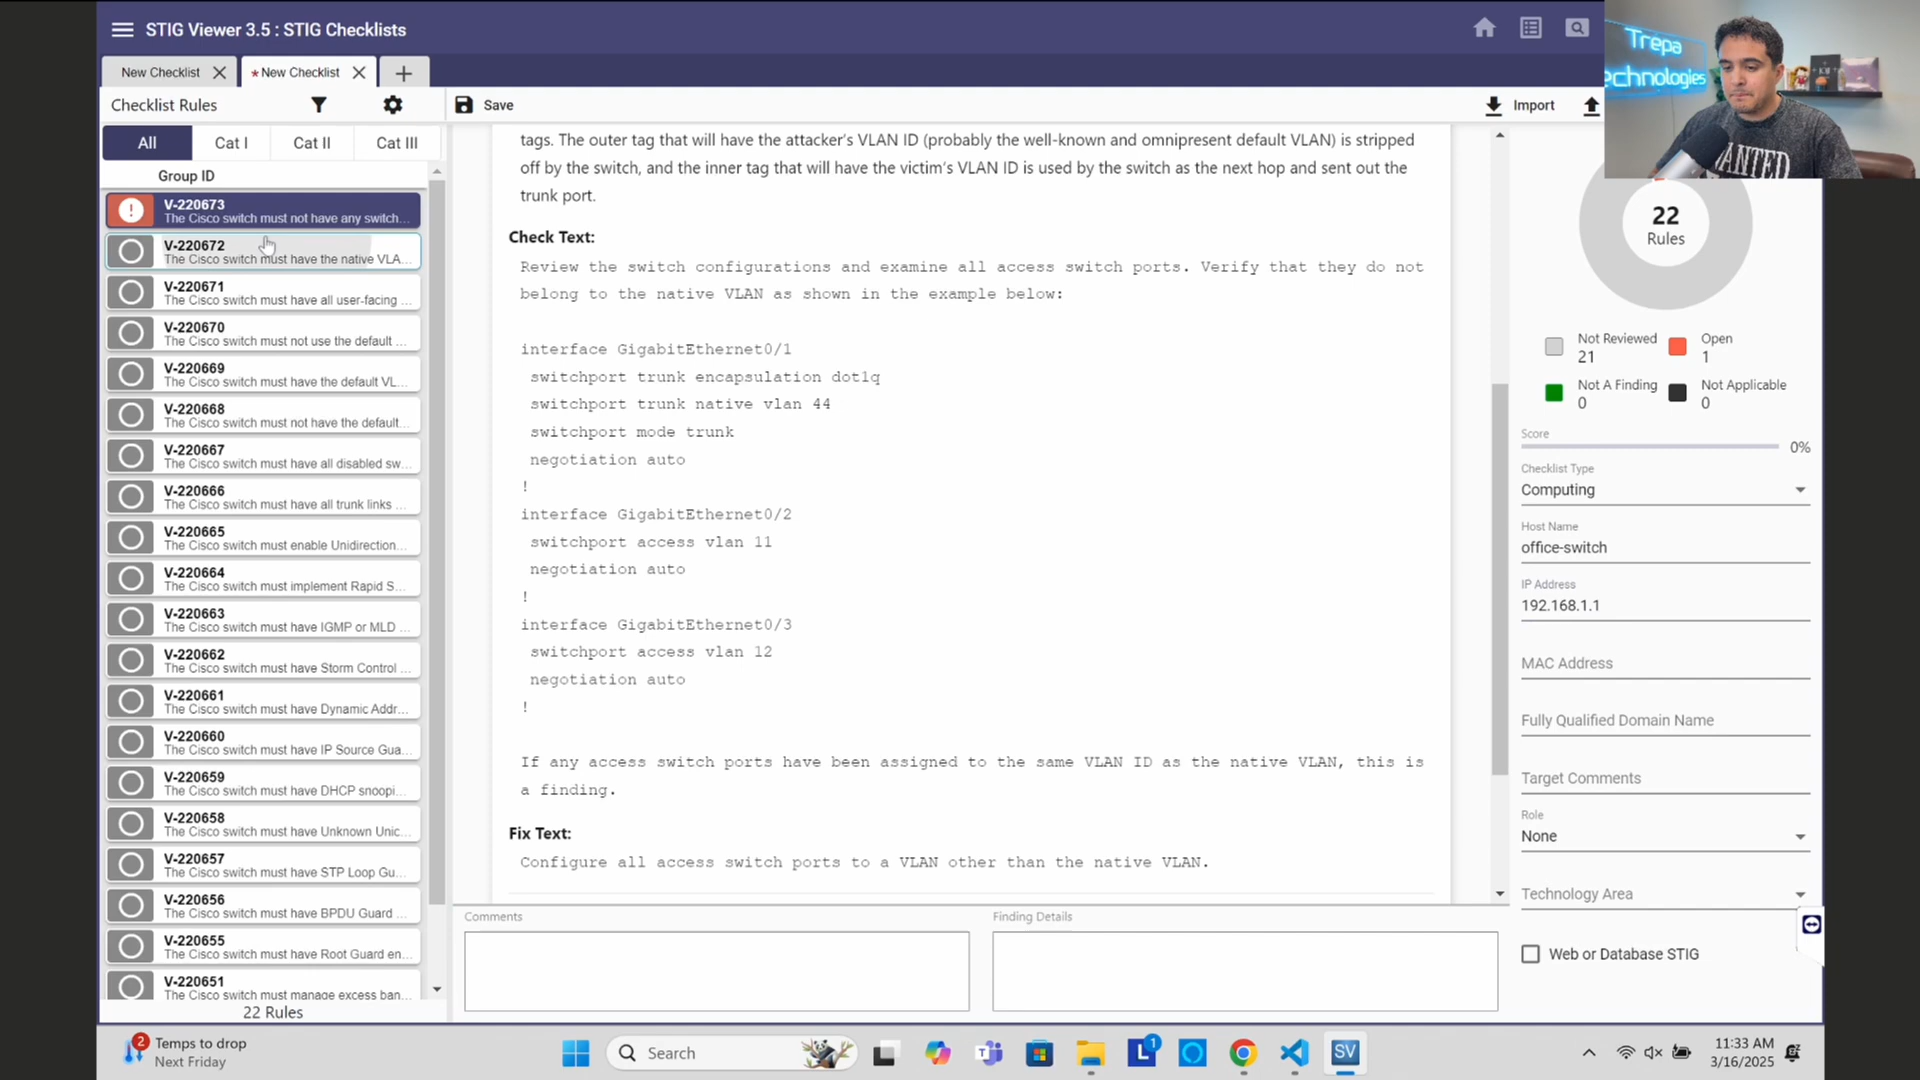 STIG Viewer 3.5 : STIG Checklists
New Checklist
* New Checklist
Checklist Rules
Save
Import
All
Cat I
Cat II
Cat III
Group ID
V-220673
The Cisco switch must not have any switch...
V-220672
The Cisco switch must have the native VLA...
V-220671
The Cisco switch must have all user-facing ...
V-220670
The Cisco switch must not use the default ...
V-220669
The Cisco switch must have the default VL...
V-220668
The Cisco switch must not have the default...
V-220667
The Cisco switch must have all disabled sw...
V-220666
The Cisco switch must have all trunk links ...
V-220665
The Cisco switch must enable Unidirection...
V-220664
The Cisco switch must implement Rapid S...
V-220663
The Cisco switch must have IGMP or MLD ...
V-220662
The Cisco switch must have Storm Control ...
V-220661
The Cisco switch must have Dynamic Addr...
V-220660
The Cisco switch must have IP Source Gua...
V-220659
The Cisco switch must have DHCP snoopi...
V-220658
The Cisco switch must have Unknown Unic...
V-220657
The Cisco switch must have STP Loop Gu...
V-220656
The Cisco switch must have BPDU Guard ...
V-220655
The Cisco switch must have Root Guard en...
V-220651
The Cisco switch must manage excess ban...
22 Rules
tags. The outer tag that will have the attacker's VLAN ID (probably the well-known and omnipresent default VLAN) is stripped
off by the switch, and the inner tag that will have the victim's VLAN ID is used by the switch as the next hop and sent out the
trunk port.
Check Text:
Review the switch configurations and examine all access switch ports. Verify that they do not
belong to the native VLAN as shown in the example below:
interface GigabitEthernet0/1
switchport trunk encapsulation dot1q
switchport trunk native vlan 44
switchport mode trunk
negotiation auto
!
interface GigabitEthernet0/2
switchport access vlan 11
negotiation auto
!
interface GigabitEthernet0/3
switchport access vlan 12
negotiation auto
!
If any access switch ports have been assigned to the same VLAN ID as the native VLAN, this is
a finding.
Fix Text:
Configure all access switch ports to a VLAN other than the native VLAN.
Comments
Finding Details
Trepa
Technologies
WANTED
22
Rules
Not Reviewed
21
Open
1
Not A Finding
0
Not Applicable
0
Score
0%
Checklist Type
Computing
Host Name
office-switch
IP Address
192.168.1.1
MAC Address
Fully Qualified Domain Name
Target Comments
Role
None
Technology Area
Web or Database STIG
2
Temps to drop
Next Friday
Search
L
1
SV
11:33 AM
3/16/2025